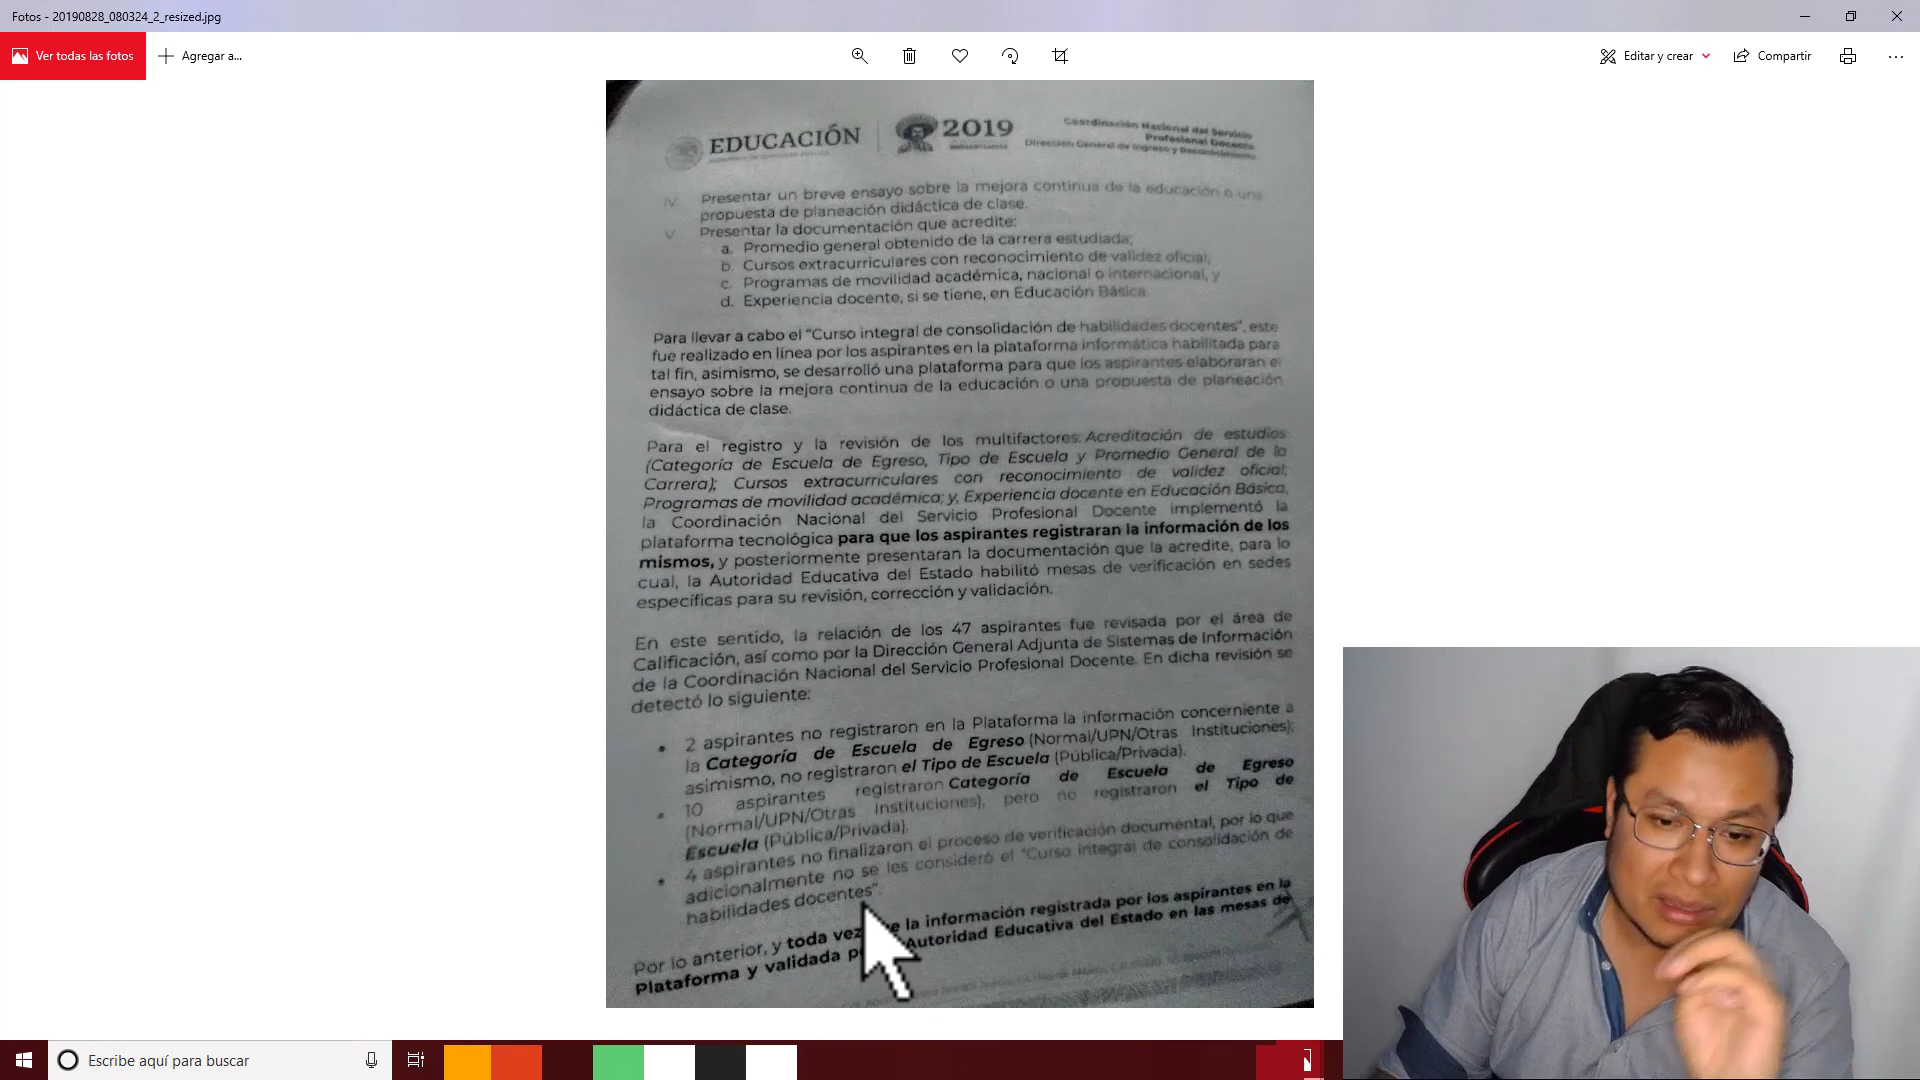 Fotos - 20190828_080324_2_resized.jpg
Ver todas las fotos
Agregar a...
Editar y crear
Compartir
EDUCACIÓN
2019
Coordinación Nacional del Servicio
Profesional Docente
Dirección General de Ingreso y Reconocimiento
IV. Presentar un breve ensayo sobre la mejora continua de la educación o una
propuesta de planeación didáctica de clase.
V. Presentar la documentación que acredite:
a. Promedio general obtenido de la carrera estudiada;
b. Cursos extracurriculares con reconocimiento de validez oficial;
c. Programas de movilidad académica, nacional o internacional, y
d. Experiencia docente, si se tiene, en Educación Básica.
Para llevar a cabo el “Curso integral de consolidación de habilidades docentes”, este
fue realizado en línea por los aspirantes en la plataforma informática habilitada para
tal fin, asimismo, se desarrolló una plataforma para que los aspirantes elaboraran el
ensayo sobre la mejora continua de la educación o una propuesta de planeación
didáctica de clase.
Para el registro y la revisión de los multifactores: Acreditación de estudios
(Categoría de Escuela de Egreso, Tipo de Escuela y Promedio General de la
Carrera); Cursos extracurriculares con reconocimiento de validez oficial;
Programas de movilidad académica; y, Experiencia docente en Educación Básica,
la Coordinación Nacional del Servicio Profesional Docente implementó la
plataforma tecnológica para que los aspirantes registraran la información de los
mismos, y posteriormente presentaran la documentación que la acredite, para lo
cual, la Autoridad Educativa del Estado habilitó mesas de verificación en sedes
específicas para su revisión, corrección y validación.
En este sentido, la relación de los 47 aspirantes fue revisada por el área de
Calificación, así como por la Dirección General Adjunta de Sistemas de Información
de la Coordinación Nacional del Servicio Profesional Docente. En dicha revisión se
detectó lo siguiente:
• 2 aspirantes no registraron en la Plataforma la información concerniente a
la Categoría de Escuela de Egreso (Normal/UPN/Otras Instituciones);
asimismo, no registraron el Tipo de Escuela (Pública/Privada).
• 10 aspirantes registraron Categoría de Escuela de Egreso
(Normal/UPN/Otras Instituciones), pero no registraron el Tipo de
Escuela (Pública/Privada).
• 4 aspirantes no finalizaron el proceso de verificación documental, por lo que
adicionalmente no se les consideró el “Curso integral de consolidación de
habilidades docentes”.
Por lo anterior, y toda vez la información registrada por los aspirantes en la
Plataforma y validada Autoridad Educativa del Estado en las mesas de
Escribe aquí para buscar